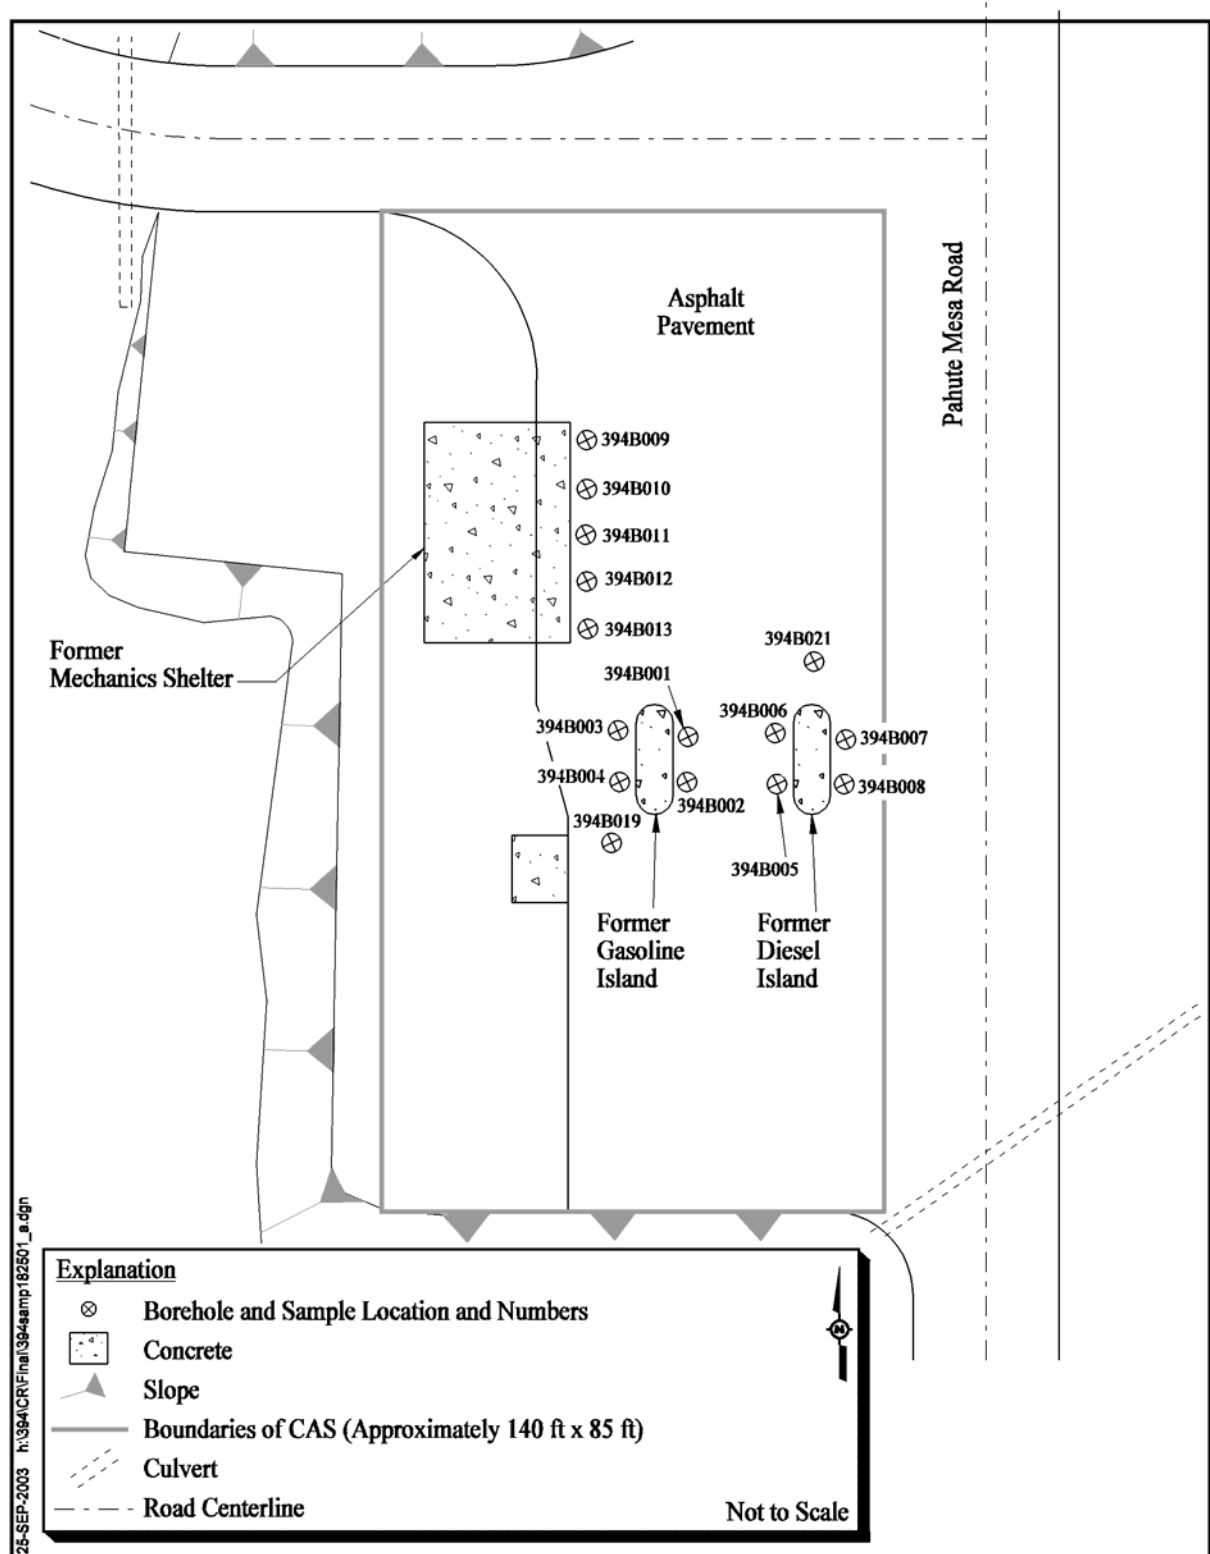 Asphalt
Pavement
Pahute Mesa Road
394B009
394B010
394B011
394B012
394B013
394B021
Former
Mechanics Shelter
394B001
394B003
394B006
394B007
394B004
394B002
394B008
394B019
394B005
Former
Gasoline
Island
Former
Diesel
Island
25-SEP-2003 h:\394\CR\Final\394samp182501_a.dgn
Explanation
Borehole and Sample Location and Numbers
Concrete
Slope
Boundaries of CAS (Approximately 140 ft x 85 ft)
Culvert
Road Centerline
N
Not to Scale